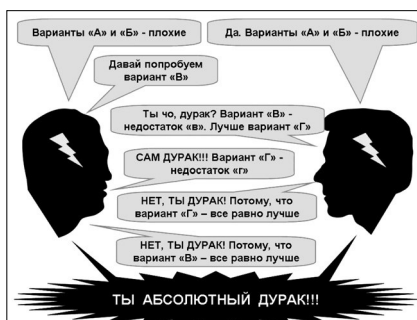 Варианты «А» и «Б» - плохие
Да. Варианты «А» и «Б» - плохие
Давай попробуем
вариант «В»
Ты чо, дурак? Вариант «В» -
недостаток «в». Лучше вариант «Г»
САМ ДУРАК!!! Вариант «Г» -
недостаток «г»
НЕТ, ТЫ ДУРАК! Потому, что
вариант «Г» – все равно лучше
НЕТ, ТЫ ДУРАК! Потому, что
вариант «В» – все равно лучше
ТЫ АБСОЛЮТНЫЙ ДУРАК!!!